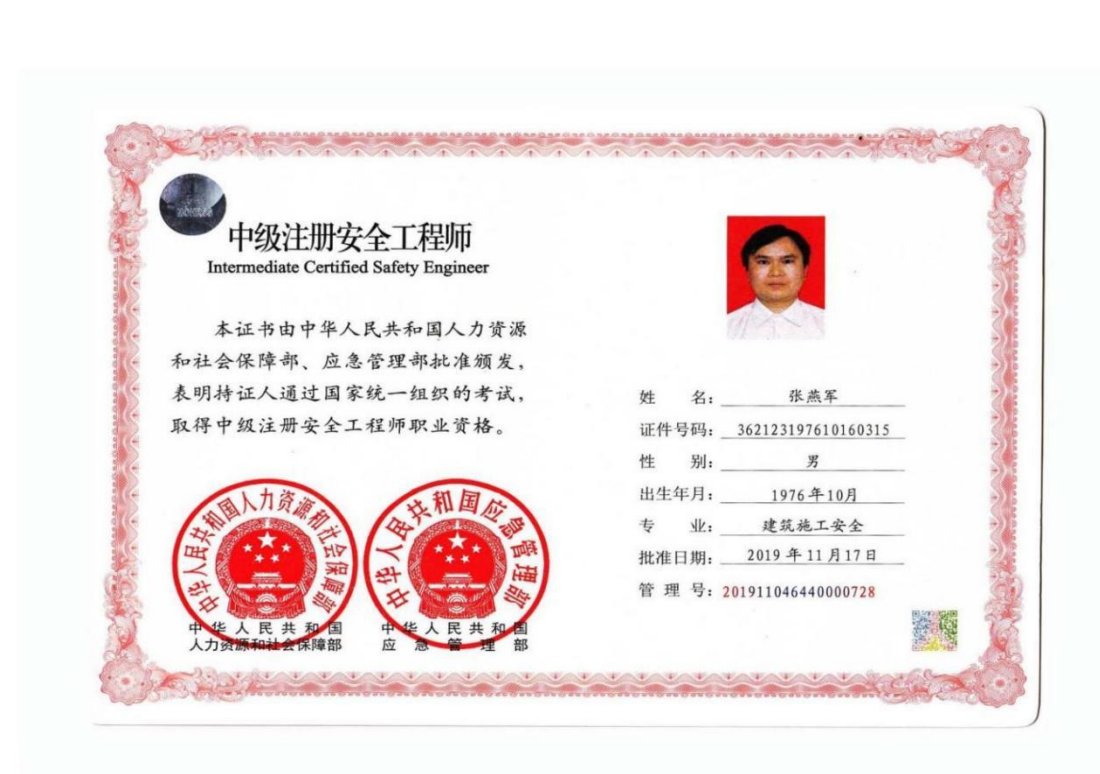 中级注册安全工程师
Intermediate Certified Safety Engineer
本证书由中华人民共和国人力资源
和社会保障部、应急管理部批准颁发,
表明持证人通过国家统一组织的考试,
取得中级注册安全工程师职业资格。
中华人民共和国人力资源和社会保障部
中华人民共和国应急管理部
中华人民共和国
人力资源和社会保障部
中华人民共和国
应急管理部
姓 名: 张燕军
证件号码: 362123197610160315
性 别: 男
出生年月: 1976年10月
专 业: 建筑施工安全
批准日期: 2019年11月17日
管 理 号: 201911046440000728